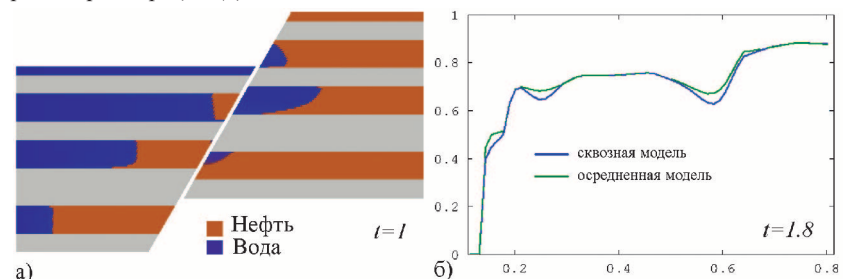 Нефть
Вода
t=1
а)
1
0.8
0.6
0.4
0.2
0
0.2
0.4
0.6
0.8
сквозная модель
осредненная модель
t=1.8
б)